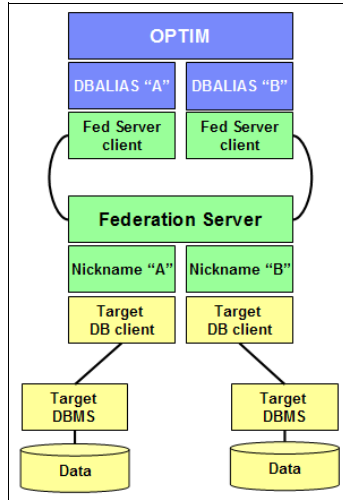 OPTIM
DBALIAS “A”
DBALIAS “B”
Fed Server
client
Fed Server
client
Federation Server
Nickname “A”
Nickname “B”
Target
DB client
Target
DB client
Target
DBMS
Target
DBMS
Data
Data